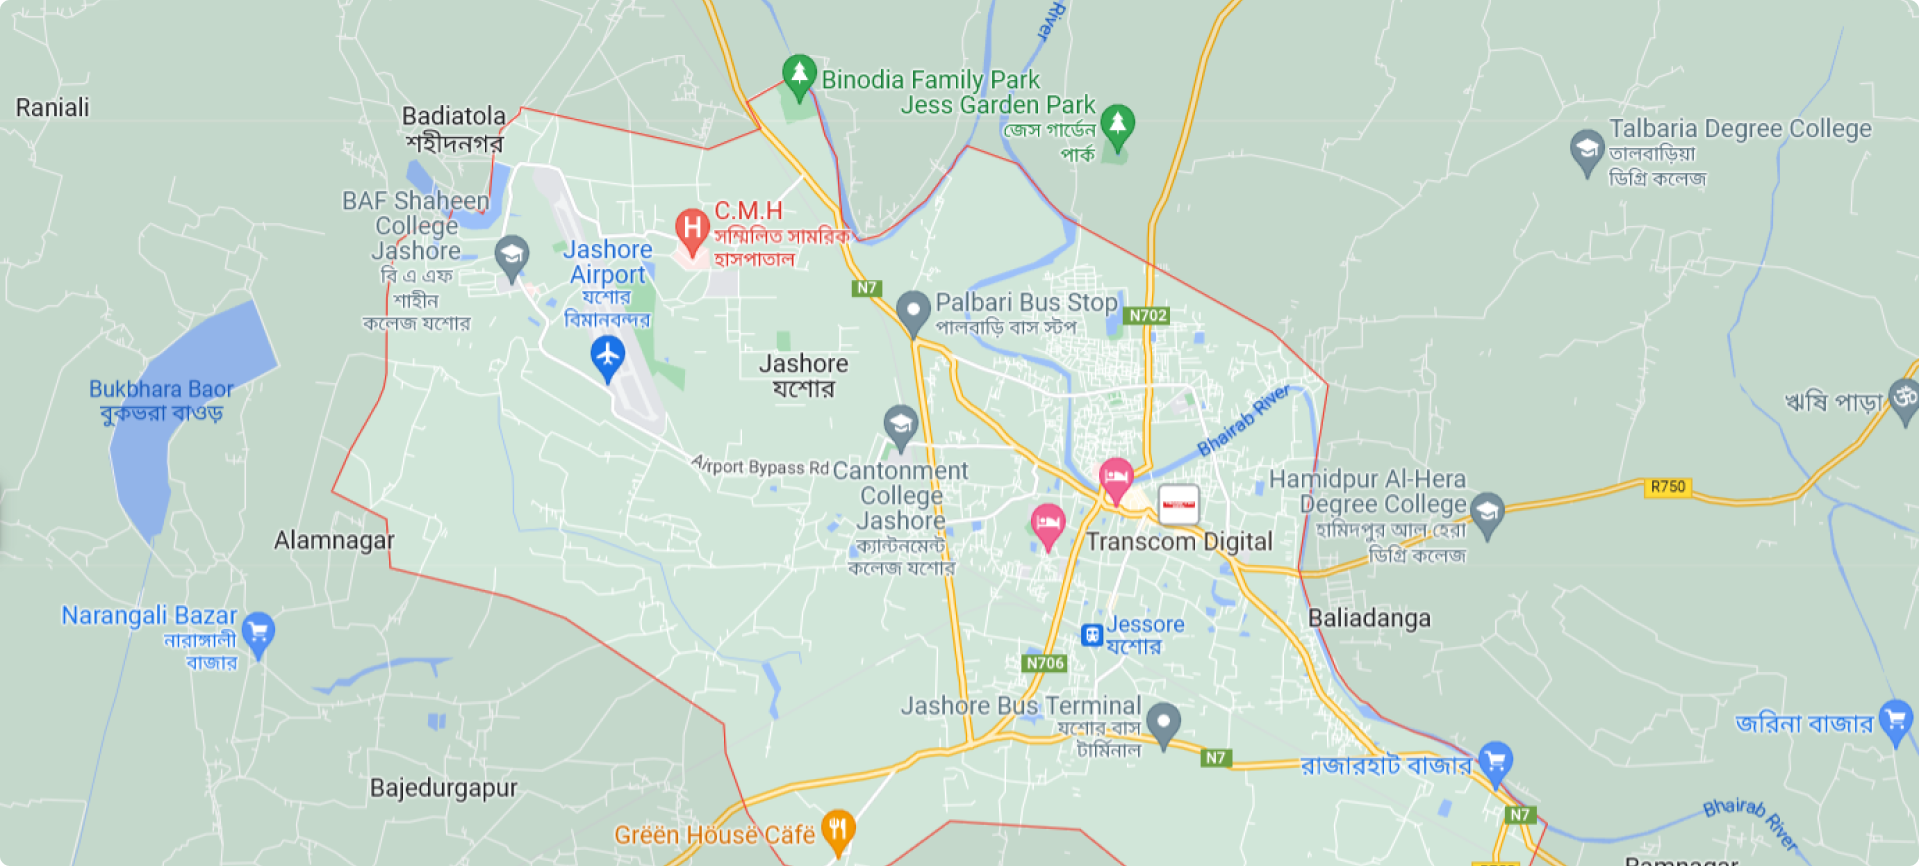 River
Binodia Family Park
Jess Garden Park
জেস গার্ডেন
পার্ক
Raniali
Badiatola
শহীদনগর
Talbaria Degree College
তালবাড়িয়া
ডিগ্রি কলেজ
BAF Shaheen
College
Jashore
বি এ এফ
শাহীন
কলেজ যশোর
C.M.H
সম্মিলিত সামরিক
হাসপাতাল
Jashore
Airport
যশোর
বিমানবন্দর
N7
Palbari Bus Stop
পালবাড়ি বাস স্টপ
N702
Jashore
যশোর
Bukbhara Baor
বুকভরা বাওড়
ঋষি পাড়া
Bhairab River
Airport Bypass Rd
Cantonment
College
Jashore
ক্যান্টনমেন্ট
কলেজ যশোর
Hamidpur Al-Hera
Degree College
হামিদপুর আল হেরা
ডিগ্রি কলেজ
R750
Alamnagar
Transcom Digital
Narangali Bazar
নারাঙ্গালী
বাজার
Baliadanga
Jessore
যশোর
N706
Jashore Bus Terminal
যশোর বাস
টার্মিনাল
জরিনা বাজার
N7
রাজারহাট বাজার
Bajedurgapur
N7
Bhairab River
Grëën Höusë Cäfë